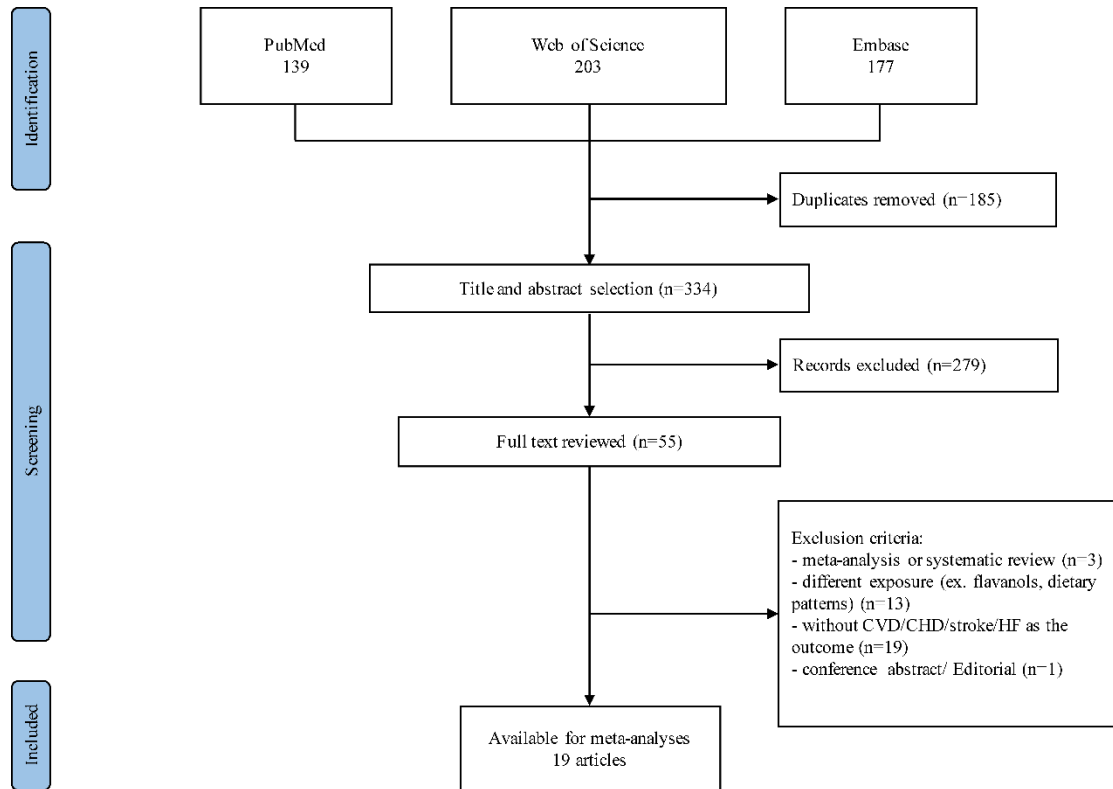 Identification
PubMed
139
Web of Science
203
Embase
177
Duplicates removed (n=185)
Screening
Title and abstract selection (n=334)
Records excluded (n=279)
Full text reviewed (n=55)
Exclusion criteria:
- meta-analysis or systematic review (n=3)
- different exposure (ex. flavanols, dietary
patterns) (n=13)
- without CVD/CHD/stroke/HF as the
outcome (n=19)
- conference abstract/ Editorial (n=1)
Included
Available for meta-analyses
19 articles